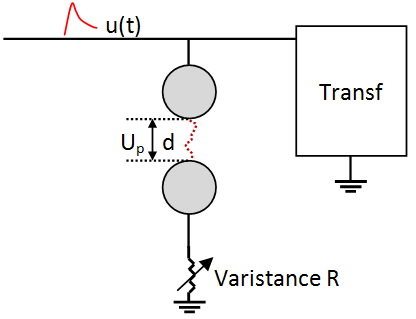 u(t)
Transf
Up d
Varistance R